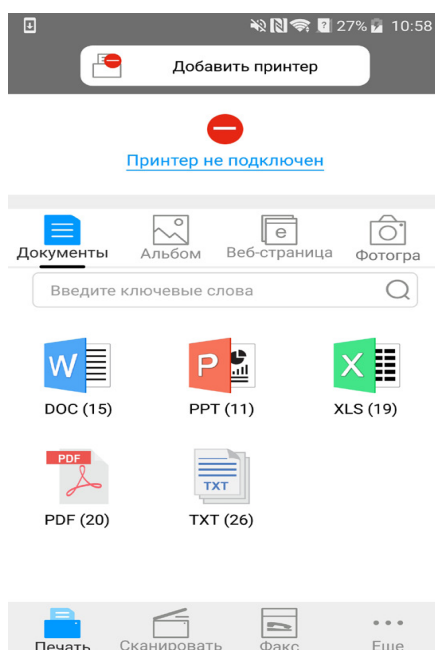 27% 10:58
Добавить принтер
Принтер не подключен
Документы Альбом Веб-страница Фотогра
Введите ключевые слова
W P X
DOC (15) PPT (11) XLS (19)
PDF TXT
PDF (20) TXT (26)
Печать Сканировать Факс Еще